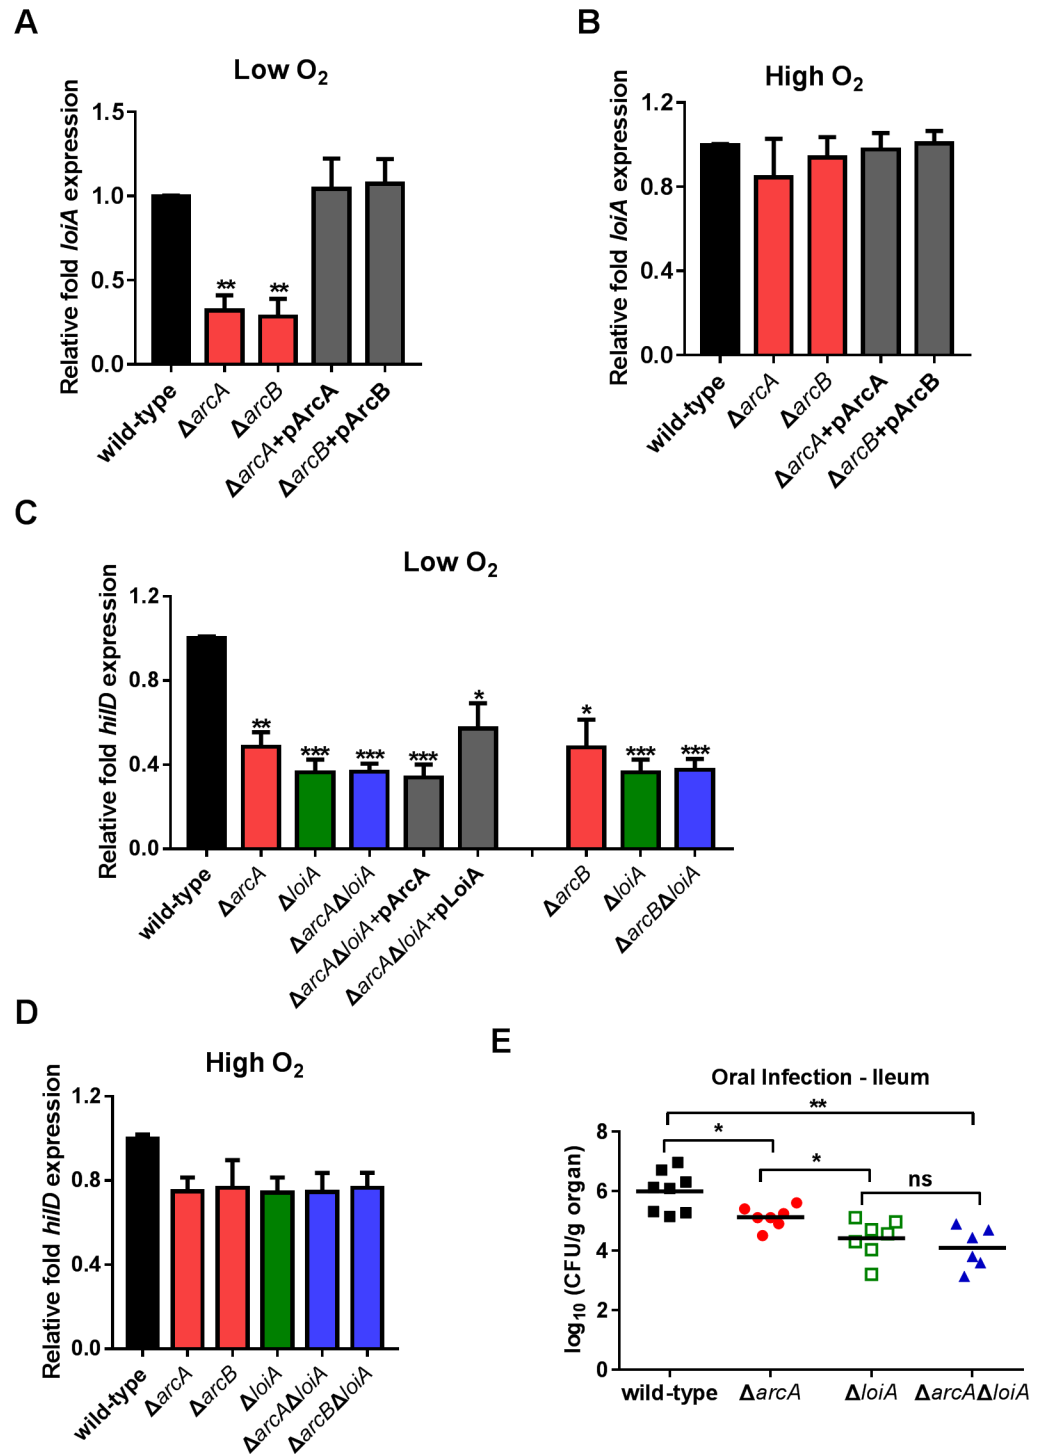 A
Low O2
Relative fold loiA expression
1.5
1.0
0.5
0.0
**
**
wild-type
ΔarcA
ΔarcB
ΔarcA+pArcA
ΔarcB+pArcB
B
High O2
Relative fold loiA expression
1.2
0.8
0.4
0.0
wild-type
ΔarcA
ΔarcB
ΔarcA+pArcA
ΔarcB+pArcB
C
Low O2
Relative fold hilD expression
1.2
0.8
0.4
0.0
**
***
***
***
*
*
***
***
wild-type
ΔarcA
ΔloiA
ΔarcAΔloiA
ΔarcAΔloiA+pArcA
ΔarcAΔloiA+pLoiA
ΔarcB
ΔloiA
ΔarcBΔloiA
D
High O2
Relative fold hilD expression
1.2
0.8
0.4
0.0
wild-type
ΔarcA
ΔarcB
ΔloiA
ΔarcAΔloiA
ΔarcBΔloiA
E
Oral Infection - Ileum
log10 (CFU/g organ)
8
6
4
2
0
**
*
*
ns
wild-type
ΔarcA
ΔloiA
ΔarcAΔloiA